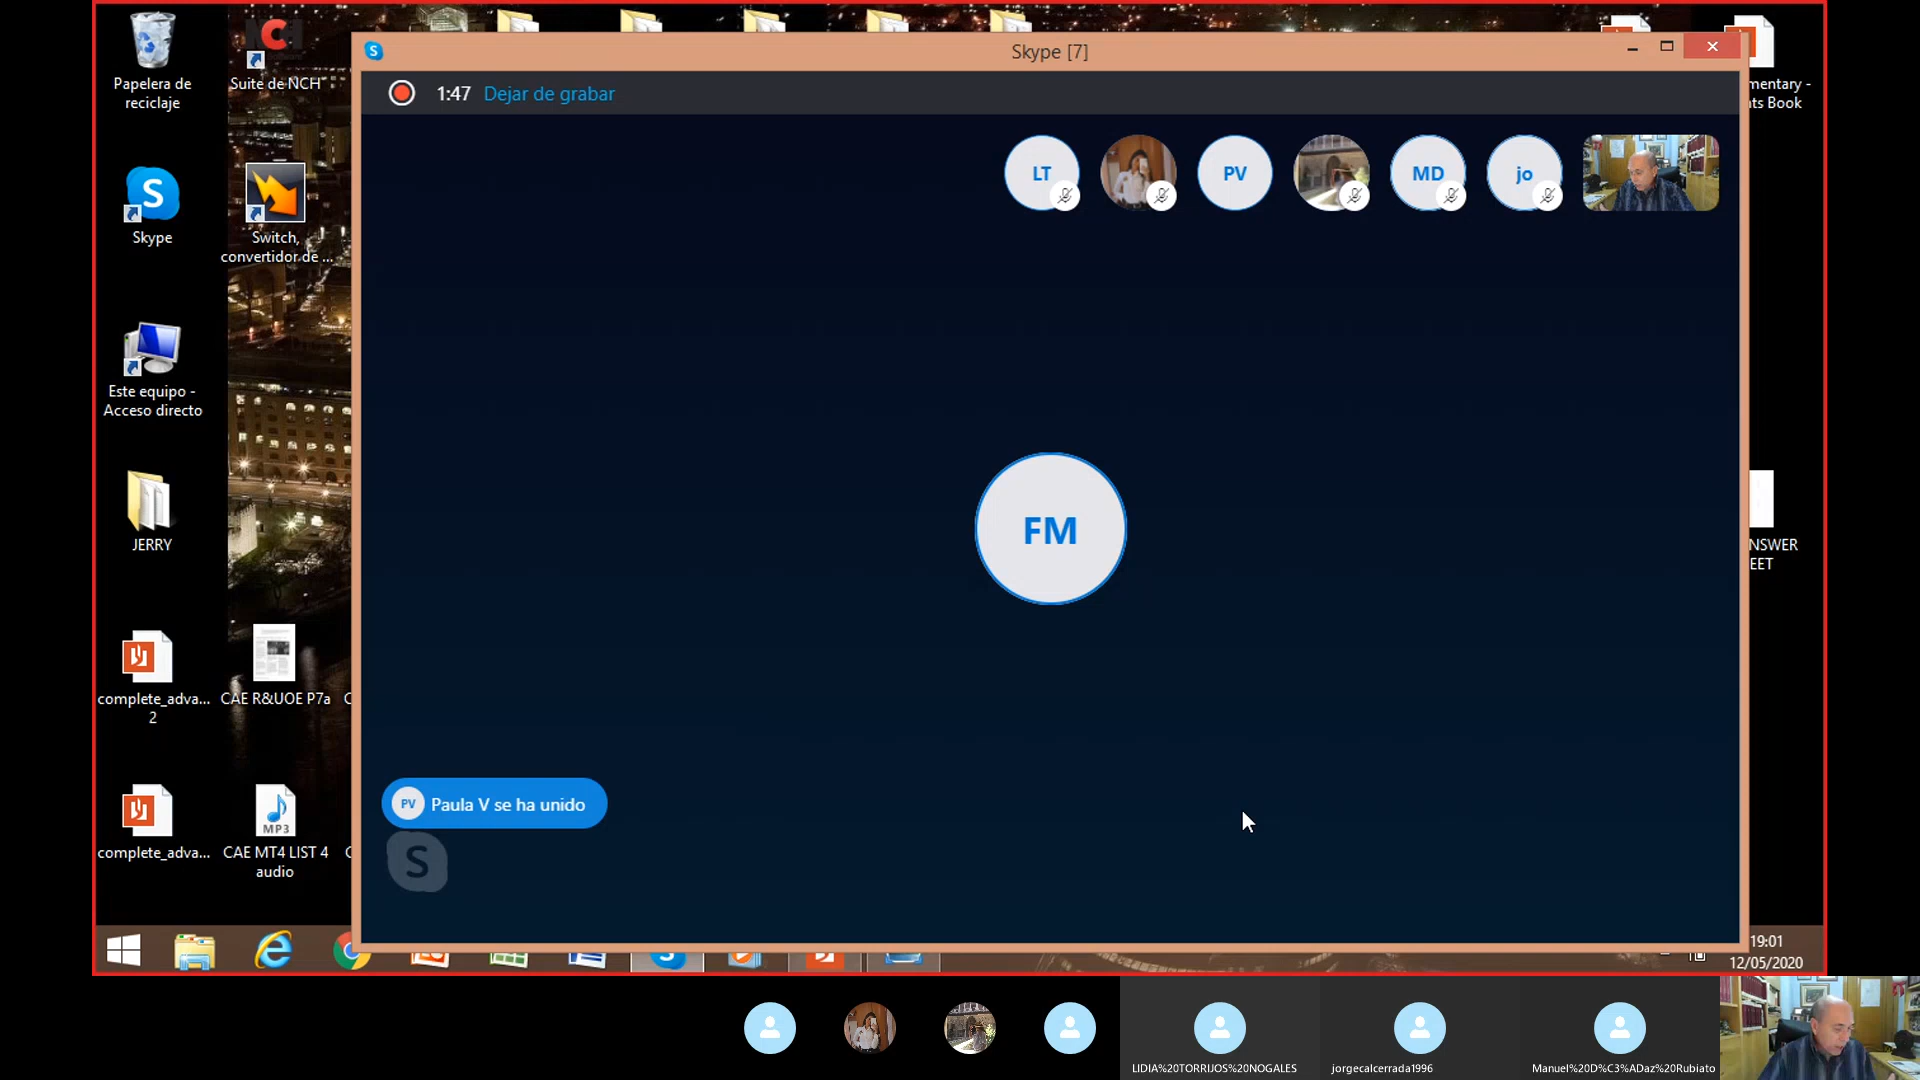 Skype [7]
1:47 Dejar de grabar
LT
PV
MD
jo
FM
PV Paula V se ha unido
Papelera de
reciclaje
Suite de NCH
Skype
Switch,
convertidor de ...
Este equipo -
Acceso directo
JERRY
complete_adva...
2
CAE R&UOE P7a
complete_adva...
MP3
CAE MT4 LIST 4
audio
mentary -
ts Book
NSWER
EET
19:01
12/05/2020
LIDIA%20TORRIJOS%20NOGALES
jorgecalcerrada1996
Manuel%20D%C3%ADaz%20Rubiato